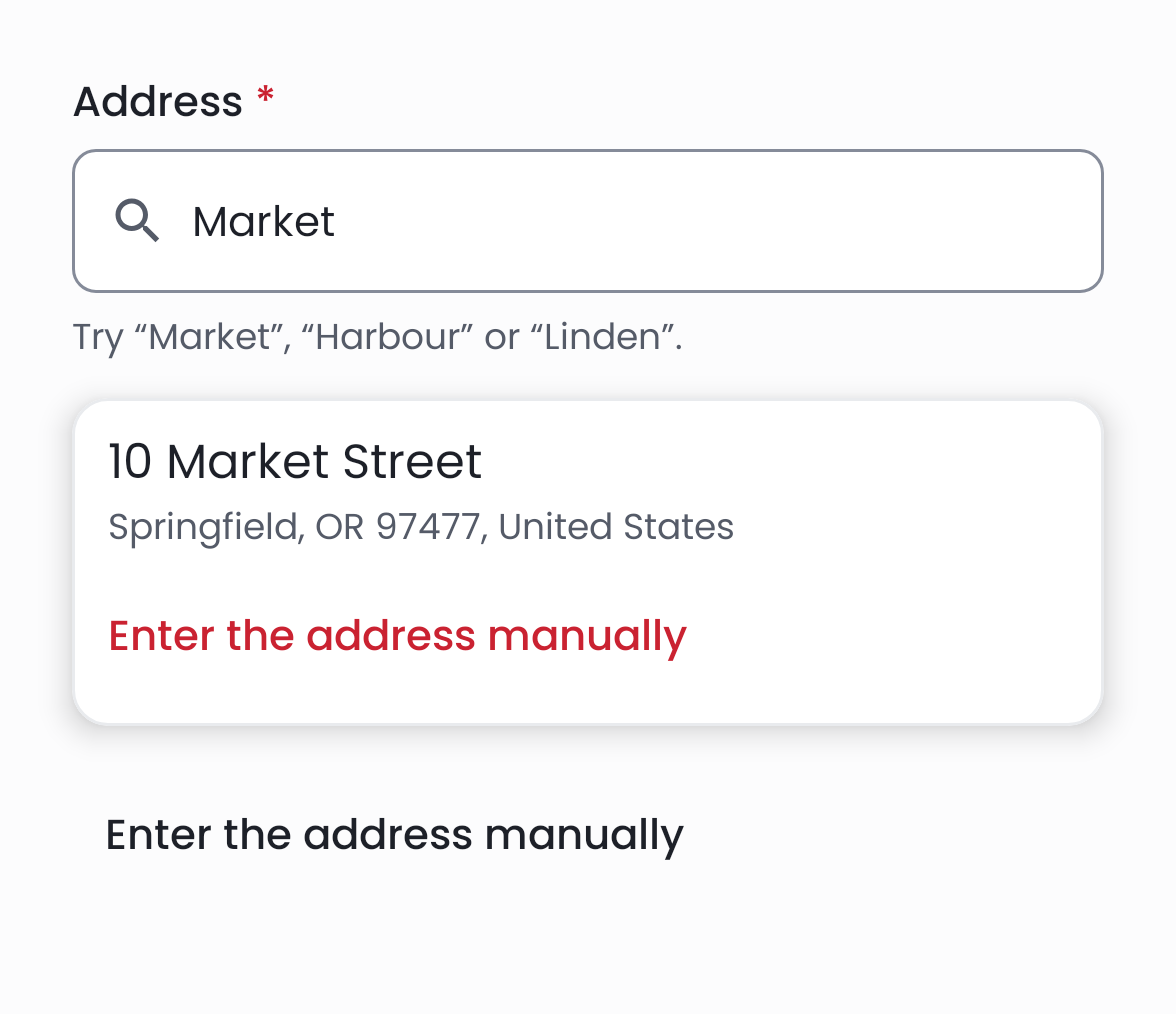 Address *
Market
Try “Market”, “Harbour” or “Linden”.
10 Market Street
Springfield, OR 97477, United States
Enter the address manually
Enter the address manually